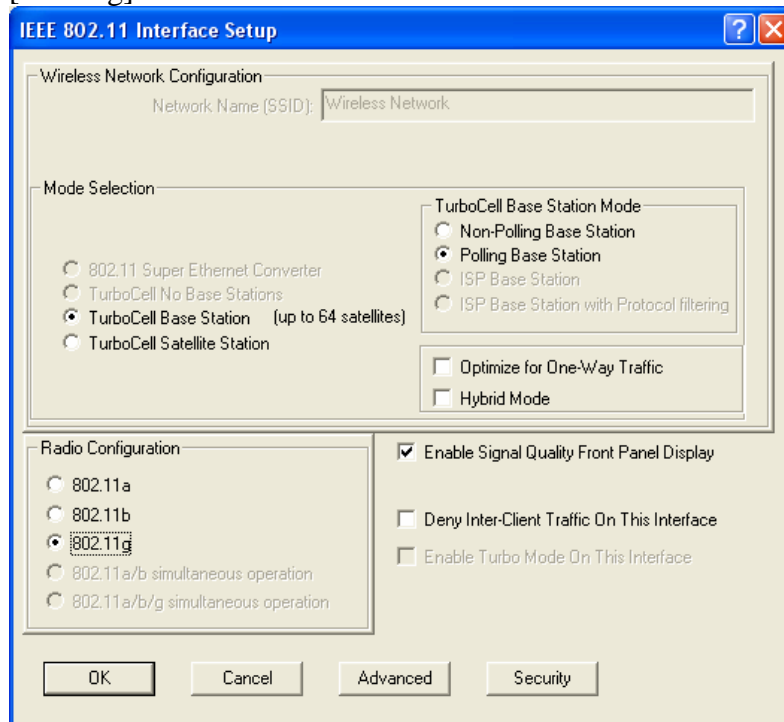 IEEE 802.11 Interface Setup
Wireless Network Configuration
Network Name (SSID): Wireless Network
Mode Selection
802.11 Super Ethernet Converter
TurboCell No Base Stations
TurboCell Base Station (up to 64 satellites)
TurboCell Satellite Station
TurboCell Base Station Mode
Non-Polling Base Station
Polling Base Station
ISP Base Station
ISP Base Station with Protocol filtering
Optimize for One-Way Traffic
Hybrid Mode
Radio Configuration
802.11a
802.11b
802.11g
802.11a/b simultaneous operation
802.11a/b/g simultaneous operation
Enable Signal Quality Front Panel Display
Deny Inter-Client Traffic On This Interface
Enable Turbo Mode On This Interface
OK Cancel Advanced Security